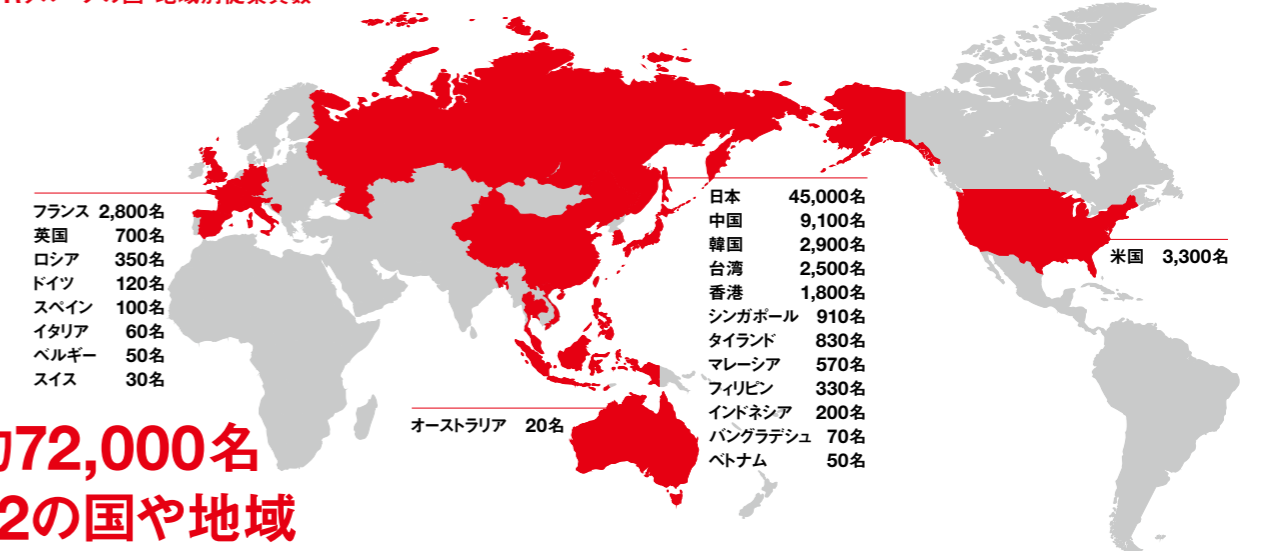 の国・地域別従業員数
フランス 2,800名
英国 700名
ロシア 350名
ドイツ 120名
スペイン 100名
イタリア 60名
ベルギー 50名
スイス 30名
日本 45,000名
中国 9,100名
韓国 2,900名
台湾 2,500名
香港 1,800名
シンガポール 910名
タイランド 830名
マレーシア 570名
フィリピン 330名
インドネシア 200名
バングラデシュ 70名
ベトナム 50名
米国 3,300名
オーストラリア 20名
72,000名
2の国や地域